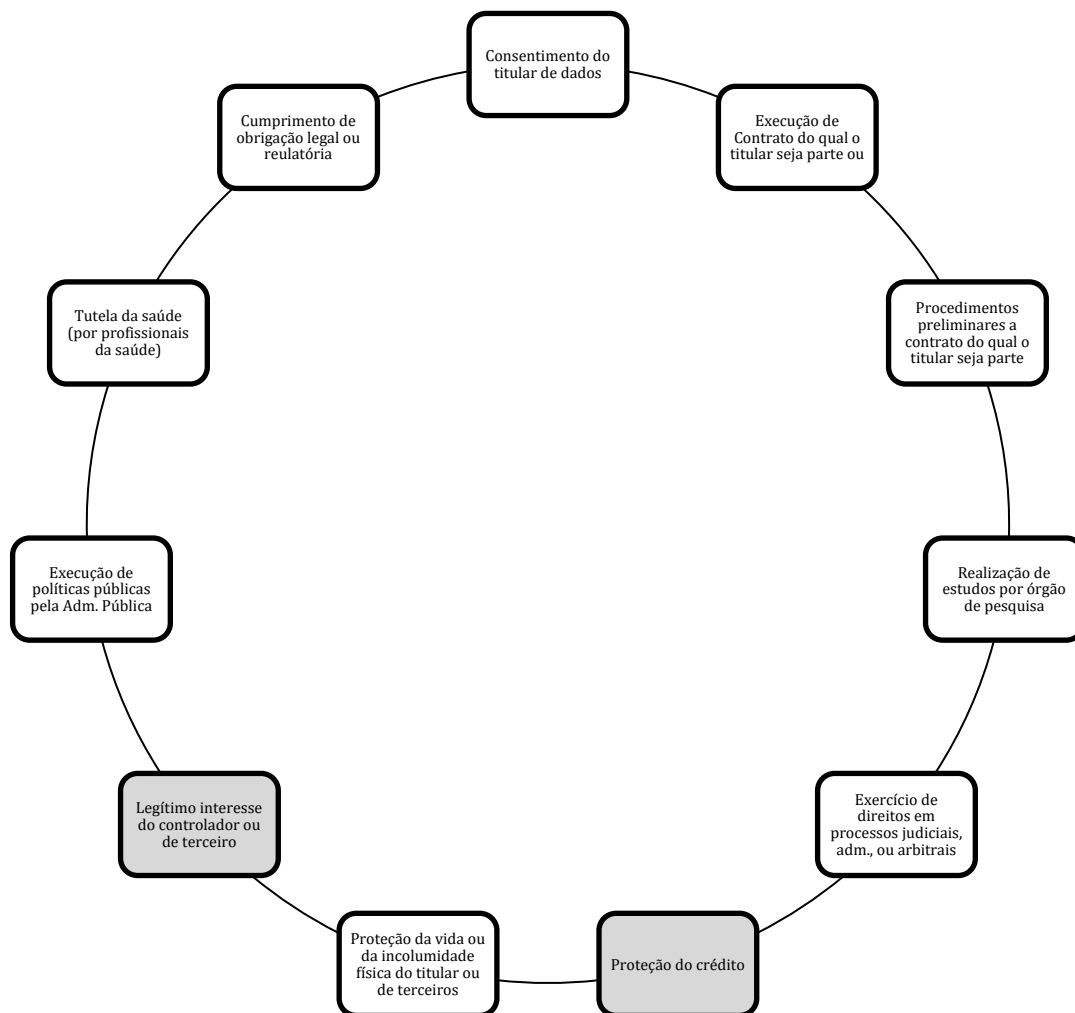 Consentimento do
titular de dados
Execução de
Contrato do qual o
titular seja parte ou
Procedimentos
preliminares a
contrato do qual o
titular seja parte
Realização de
estudos por órgão
de pesquisa
Exercício de
direitos em
processos judiciais,
adm., ou arbitrais
Proteção do crédito
Proteção da vida ou
da incolumidade
física do titular ou
de terceiros
Legítimo interesse
do controlador ou
de terceiro
Execução de
políticas públicas
pela Adm. Pública
Tutela da saúde
(por profissionais
da saúde)
Cumprimento de
obrigação legal ou
reulatória